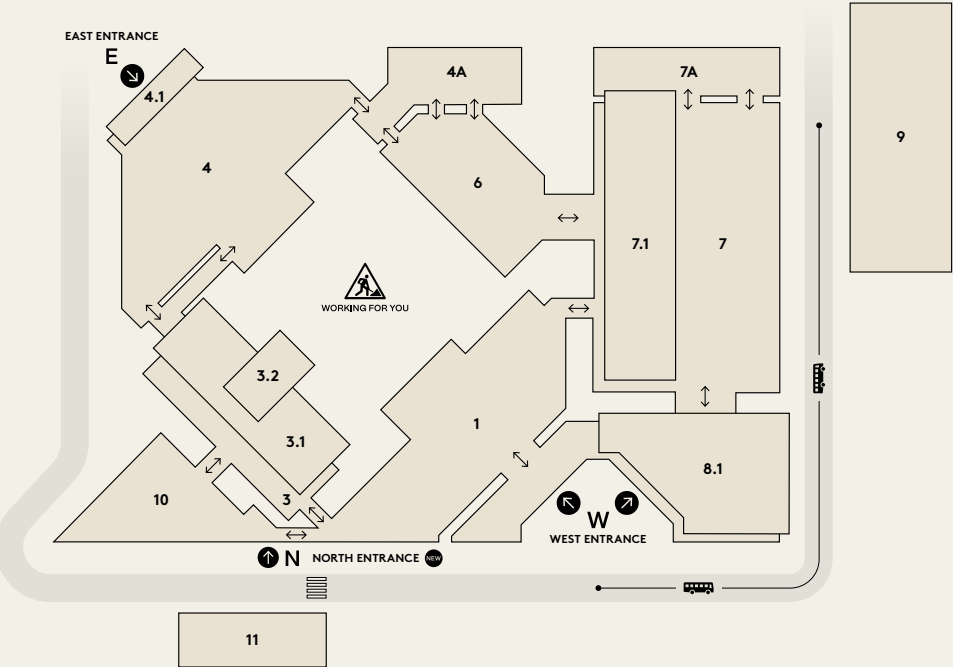 EAST ENTRANCE
E
4.1
4A
7A
9
4
6
7.1
7
WORKING FOR YOU
3.2
3.1
1
8.1
10
3
W
WEST ENTRANCE
N NORTH ENTRANCE NEW
11